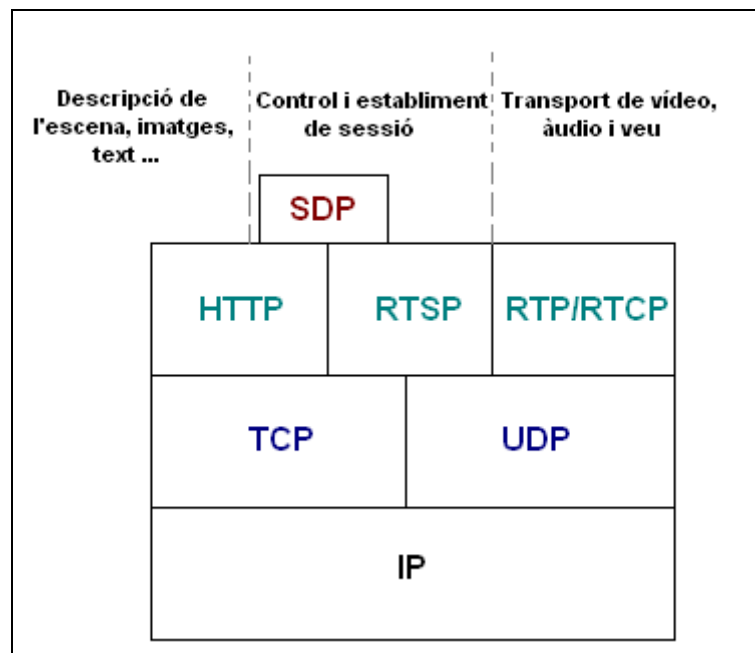 Descripció de
l'escena, imatges,
text ...
Control i establiment
de sessió
Transport de vídeo,
àudio i veu
SDP
HTTP
RTSP
RTP/RTCP
TCP
UDP
IP